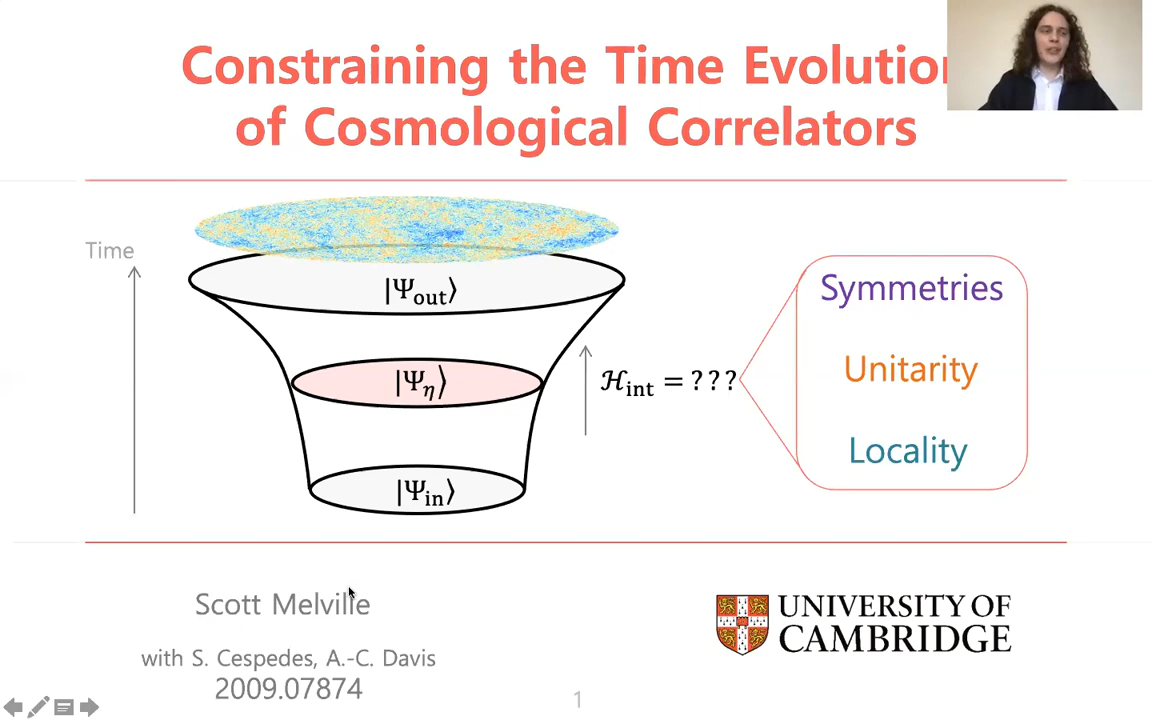 Constraining the Time Evolution
of Cosmological Correlators
Time
|Ψout⟩
|Ψη⟩
|Ψin⟩
ℋint = ???
Symmetries
Unitarity
Locality
Scott Melville
with S. Cespedes, A.-C. Davis
2009.07874
UNIVERSITY OF
CAMBRIDGE
1